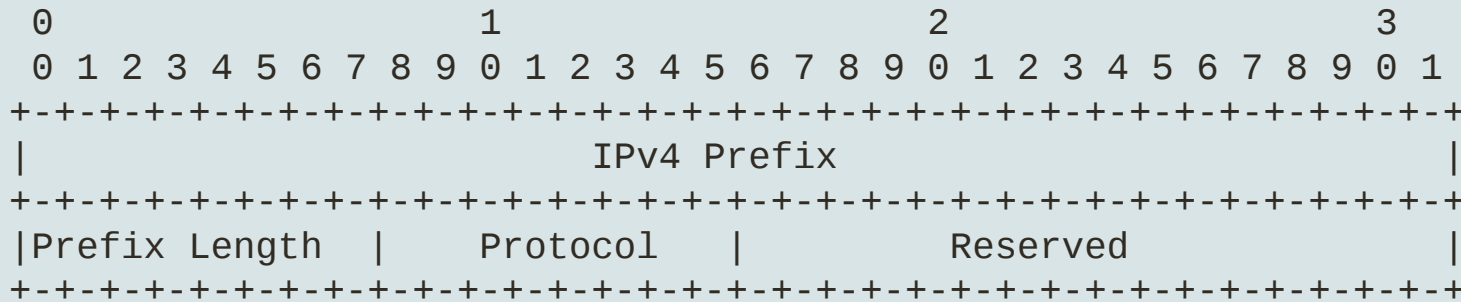 0                   1                   2                   3
 0 1 2 3 4 5 6 7 8 9 0 1 2 3 4 5 6 7 8 9 0 1 2 3 4 5 6 7 8 9 0 1
+-+-+-+-+-+-+-+-+-+-+-+-+-+-+-+-+-+-+-+-+-+-+-+-+-+-+-+-+-+-+-+-+
|                         IPv4 Prefix                           |
+-+-+-+-+-+-+-+-+-+-+-+-+-+-+-+-+-+-+-+-+-+-+-+-+-+-+-+-+-+-+-+-+
|Prefix Length  |    Protocol   |         Reserved              |
+-+-+-+-+-+-+-+-+-+-+-+-+-+-+-+-+-+-+-+-+-+-+-+-+-+-+-+-+-+-+-+-+